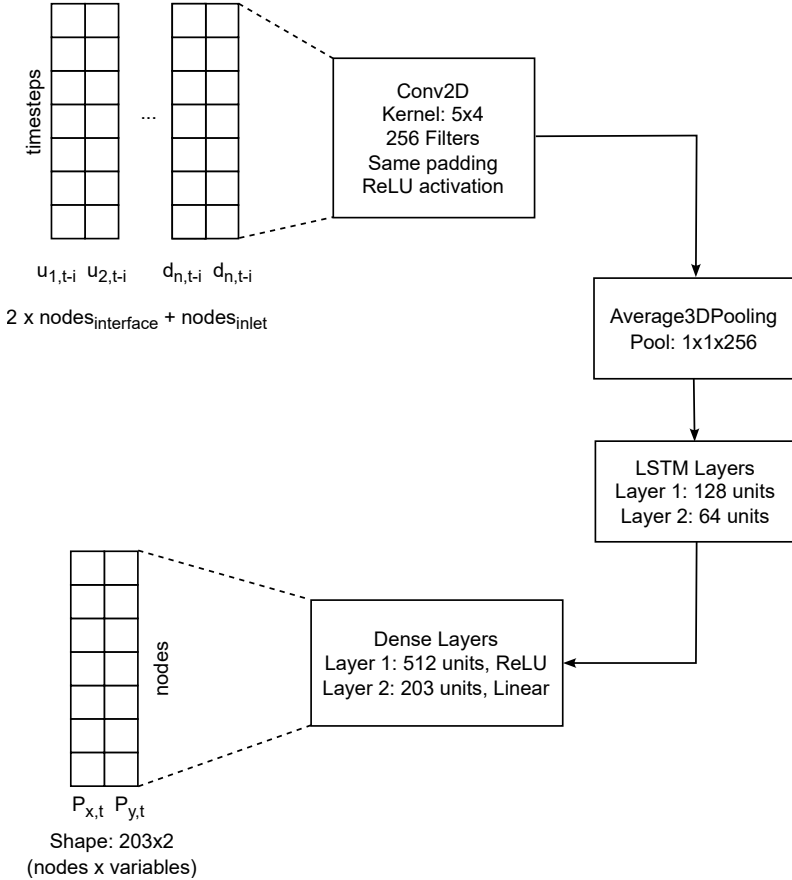 timesteps
...
u1,t-i u2,t-i dn,t-i dn,t-i
2 x nodesinterface + nodesinlet
Conv2D
Kernel: 5x4
256 Filters
Same padding
ReLU activation
Average3DPooling
Pool: 1x1x256
LSTM Layers
Layer 1: 128 units
Layer 2: 64 units
Dense Layers
Layer 1: 512 units, ReLU
Layer 2: 203 units, Linear
nodes
Px,t Py,t
Shape: 203x2
(nodes x variables)